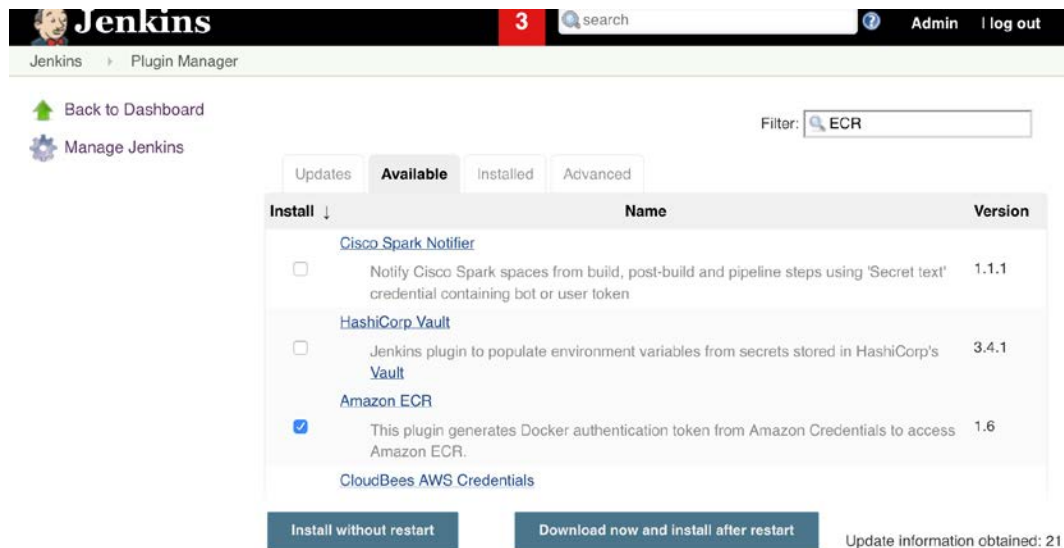 Jenkins
3
search
Admin
log out
Jenkins
Plugin Manager
Back to Dashboard
Manage Jenkins
Filter:
ECR
Updates
Available
Installed
Advanced
Install ↓
Name
Version
Cisco Spark Notifier
Notify Cisco Spark spaces from build, post-build and pipeline steps using 'Secret text'
credential containing bot or user token
1.1.1
HashiCorp Vault
Jenkins plugin to populate environment variables from secrets stored in HashiCorp's
Vault
3.4.1
Amazon ECR
This plugin generates Docker authentication token from Amazon Credentials to access
Amazon ECR.
1.6
CloudBees AWS Credentials
Install without restart
Download now and install after restart
Update information obtained: 21